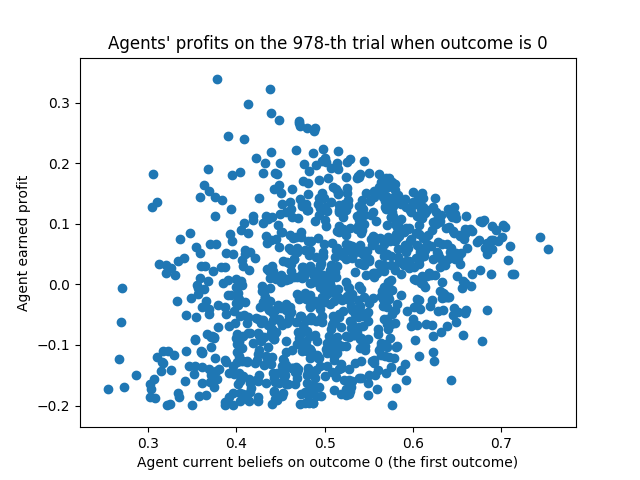 Agents' profits on the 978-th trial when outcome is 0
0.3
0.2
0.1
0.0
−0.1
−0.2
Agent earned profit
0.3 0.4 0.5 0.6 0.7
Agent current beliefs on outcome 0 (the first outcome)